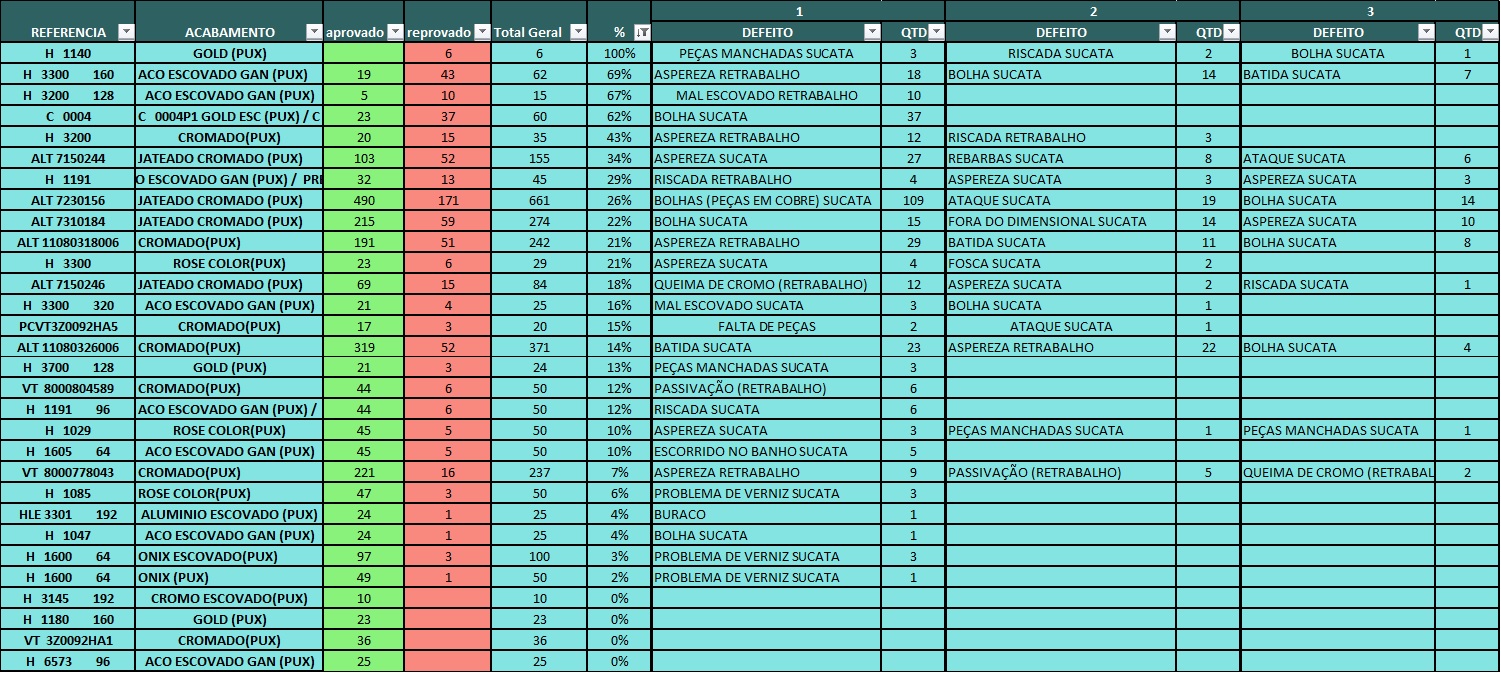 1 2 3
REFERENCIA ACABAMENTO aprovado reprovado Total Geral % DEFEITO QTD DEFEITO QTD DEFEITO QTD
H 1140 GOLD (PUX) 6 6 100% PEÇAS MANCHADAS SUCATA 3 RISCADA SUCATA 2 BOLHA SUCATA 1
H 3300 160 ACO ESCOVADO GAN (PUX) 19 43 62 69% ASPEREZA RETRABALHO 18 BOLHA SUCATA 14 BATIDA SUCATA 7
H 3200 128 ACO ESCOVADO GAN (PUX) 5 10 15 67% MAL ESCOVADO RETRABALHO 10
C 0004 C 0004P1 GOLD ESC (PUX) / C 23 37 60 62% BOLHA SUCATA 37
H 3200 CROMADO(PUX) 20 15 35 43% ASPEREZA RETRABALHO 12 RISCADA RETRABALHO 3
ALT 7150244 JATEADO CROMADO (PUX) 103 52 155 34% ASPEREZA SUCATA 27 REBARBAS SUCATA 8 ATAQUE SUCATA 6
H 1191 O ESCOVADO GAN (PUX) / PRI 32 13 45 29% RISCADA RETRABALHO 4 ASPEREZA SUCATA 3 ASPEREZA SUCATA 3
ALT 7230156 JATEADO CROMADO (PUX) 490 171 661 26% BOLHAS (PEÇAS EM COBRE) SUCATA 109 ATAQUE SUCATA 19 BOLHA SUCATA 14
ALT 7310184 JATEADO CROMADO (PUX) 215 59 274 22% BOLHA SUCATA 15 FORA DO DIMENSIONAL SUCATA 14 ASPEREZA SUCATA 10
ALT 11080318006 CROMADO(PUX) 191 51 242 21% ASPEREZA RETRABALHO 29 BATIDA SUCATA 11 BOLHA SUCATA 8
H 3300 ROSE COLOR(PUX) 23 6 29 21% ASPEREZA SUCATA 4 FOSCA SUCATA 2
ALT 7150246 JATEADO CROMADO (PUX) 69 15 84 18% QUEIMA DE CROMO (RETRABALHO) 12 ASPEREZA SUCATA 2 RISCADA SUCATA 1
H 3300 320 ACO ESCOVADO GAN (PUX) 21 4 25 16% MAL ESCOVADO SUCATA 3 BOLHA SUCATA 1
PCVT3Z0092HA5 CROMADO(PUX) 17 3 20 15% FALTA DE PEÇAS 2 ATAQUE SUCATA 1
ALT 11080326006 CROMADO(PUX) 319 52 371 14% BATIDA SUCATA 23 ASPEREZA RETRABALHO 22 BOLHA SUCATA 4
H 3700 128 GOLD (PUX) 21 3 24 13% PEÇAS MANCHADAS SUCATA 3
VT 8000804589 CROMADO(PUX) 44 6 50 12% PASSIVAÇÃO (RETRABALHO) 6
H 1191 96 ACO ESCOVADO GAN (PUX) / 44 6 50 12% RISCADA SUCATA 6
H 1029 ROSE COLOR(PUX) 45 5 50 10% ASPEREZA SUCATA 3 PEÇAS MANCHADAS SUCATA 1 PEÇAS MANCHADAS SUCATA 1
H 1605 64 ACO ESCOVADO GAN (PUX) 45 5 50 10% ESCORRIDO NO BANHO SUCATA 5
VT 8000778043 CROMADO(PUX) 221 16 237 7% ASPEREZA RETRABALHO 9 PASSIVAÇÃO (RETRABALHO) 5 QUEIMA DE CROMO (RETRABAL 2
H 1085 ROSE COLOR(PUX) 47 3 50 6% PROBLEMA DE VERNIZ SUCATA 3
HLE 3301 192 ALUMINIO ESCOVADO (PUX) 24 1 25 4% BURACO 1
H 1047 ACO ESCOVADO GAN (PUX) 24 1 25 4% BOLHA SUCATA 1
H 1600 64 ONIX ESCOVADO(PUX) 97 3 100 3% PROBLEMA DE VERNIZ SUCATA 3
H 1600 64 ONIX (PUX) 49 1 50 2% PROBLEMA DE VERNIZ SUCATA 1
H 3145 192 CROMO ESCOVADO(PUX) 10 10 0%
H 1180 160 GOLD (PUX) 23 23 0%
VT 3Z0092HA1 CROMADO(PUX) 36 36 0%
H 6573 96 ACO ESCOVADO GAN (PUX) 25 25 0%